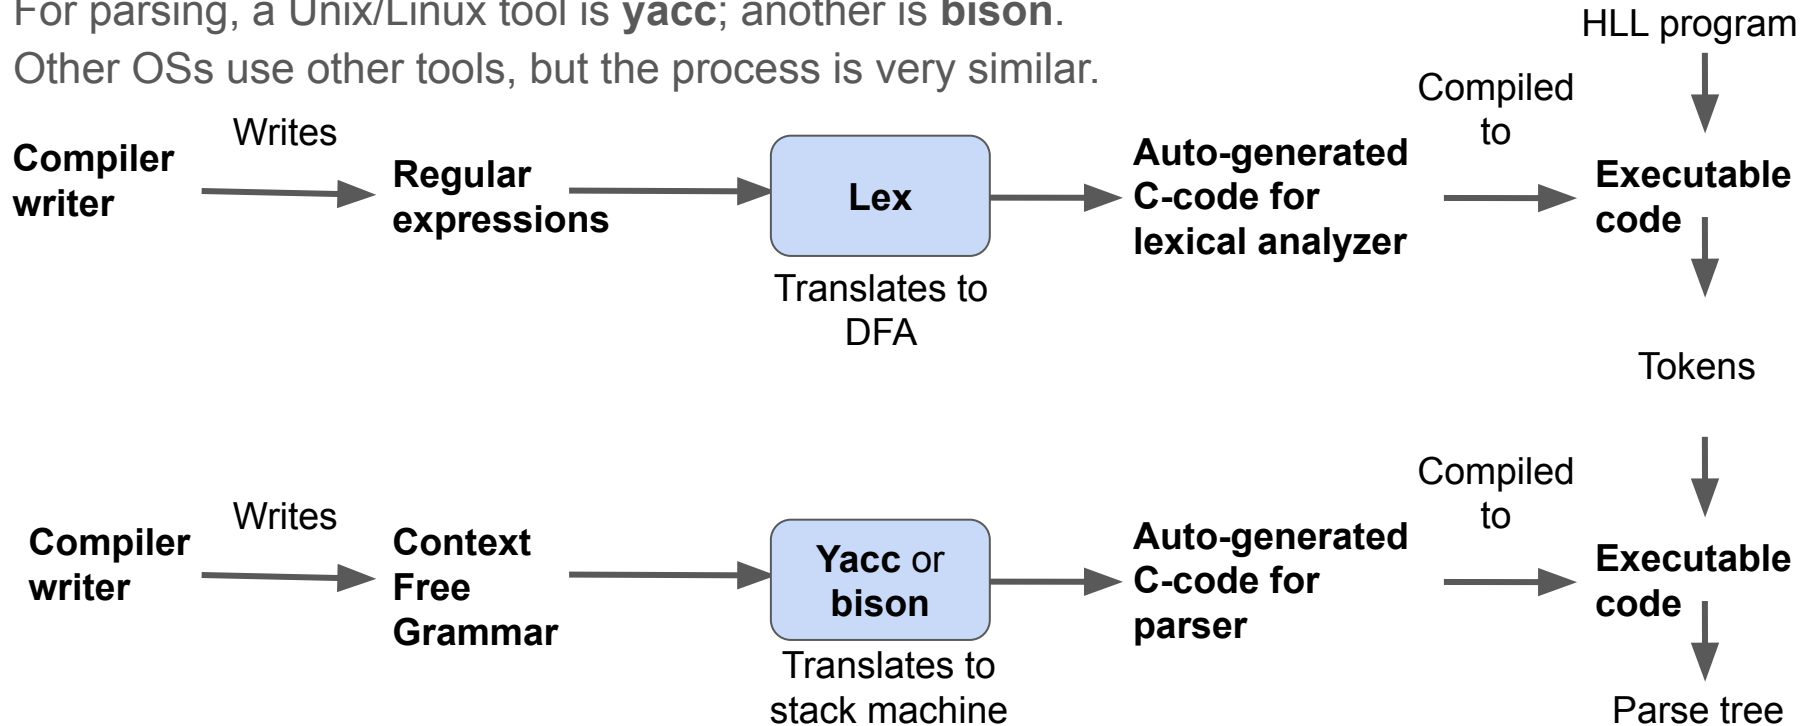 For parsing, a Unix/Linux tool is yacc; another is bison.
Other OSs use other tools, but the process is very similar.
HLL program
Compiler
writer
Writes
Regular
expressions
Lex
Translates to
DFA
Auto-generated
C-code for
lexical analyzer
Compiled
to
Executable
code
Tokens
Compiler
writer
Writes
Context
Free
Grammar
Yacc or
bison
Translates to
stack machine
Auto-generated
C-code for
parser
Compiled
to
Executable
code
Parse tree